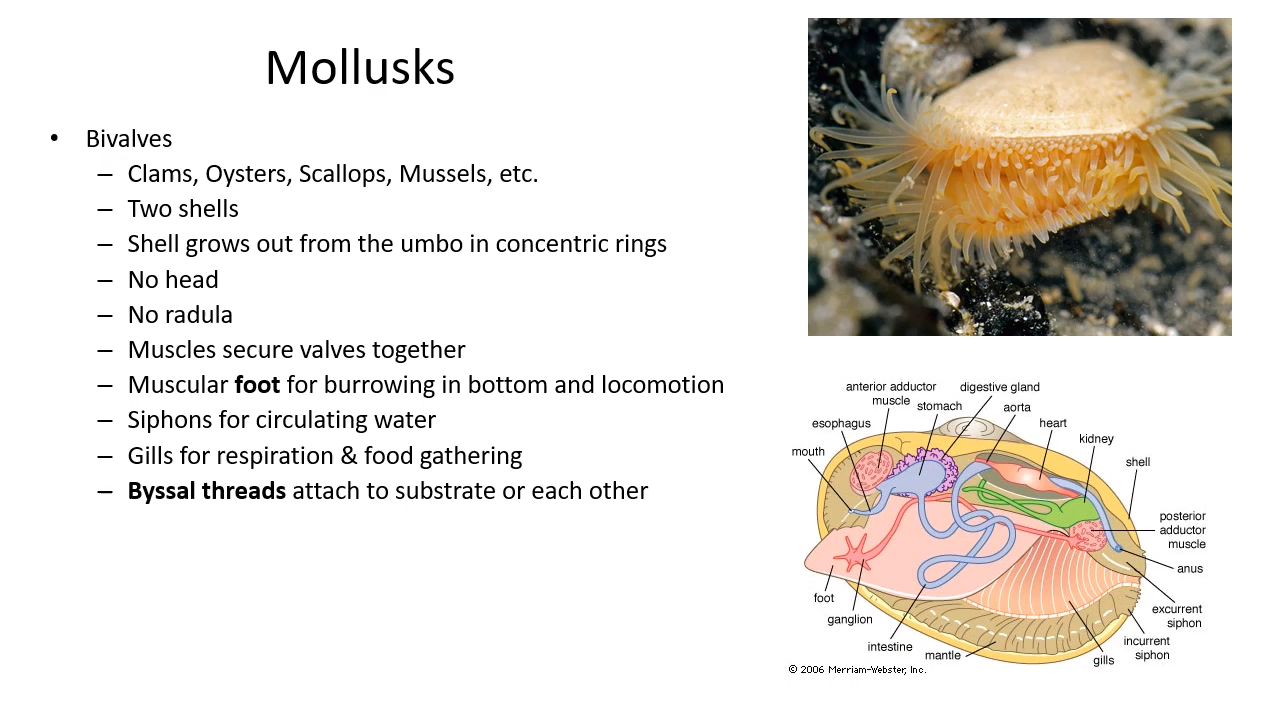 Mollusks
• Bivalves
– Clams, Oysters, Scallops, Mussels, etc.
– Two shells
– Shell grows out from the umbo in concentric rings
– No head
– No radula
– Muscles secure valves together
– Muscular foot for burrowing in bottom and locomotion
– Siphons for circulating water
– Gills for respiration & food gathering
– Byssal threads attach to substrate or each other
anterior adductor
muscle
digestive gland
stomach
aorta
esophagus
heart
kidney
mouth
shell
posterior
adductor
muscle
anus
foot
excurrent
siphon
ganglion
incurrent
siphon
intestine
mantle
gills
© 2006 Merriam-Webster, Inc.